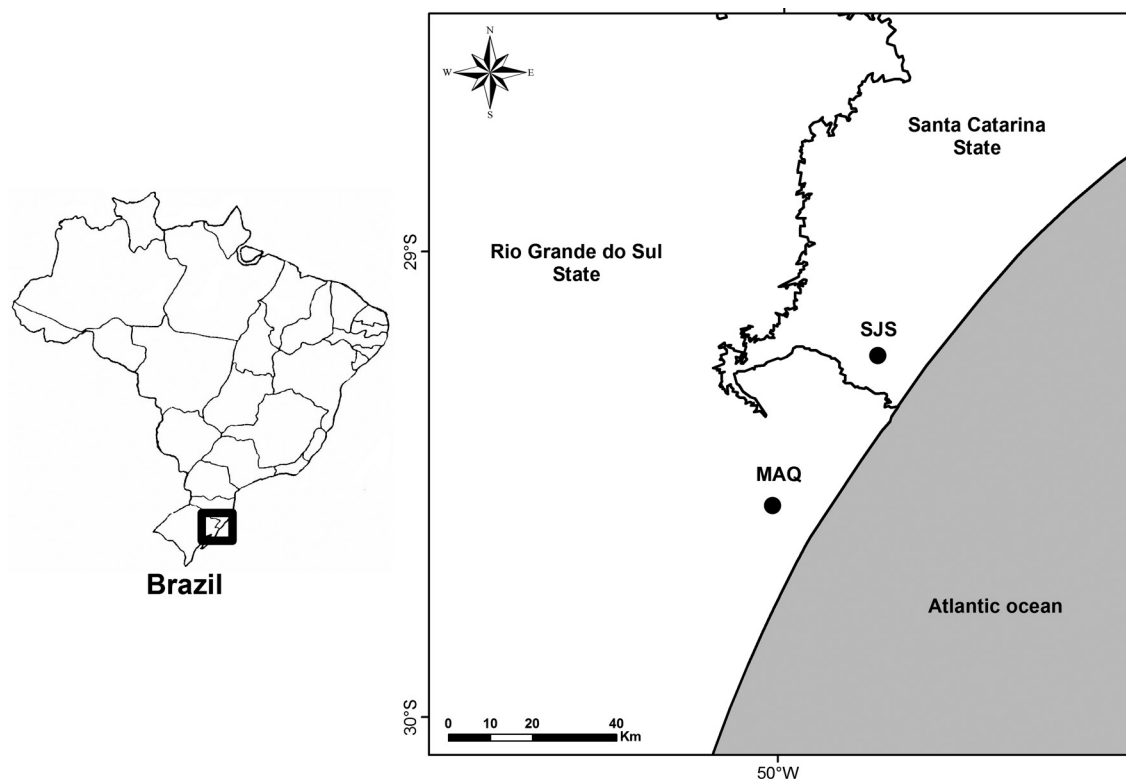 Brazil
N
W
E
S
Santa Catarina
State
Rio Grande do Sul
State
29°S
SJS
MAQ
Atlantic ocean
30°S
0 10 20 40
Km
50°W